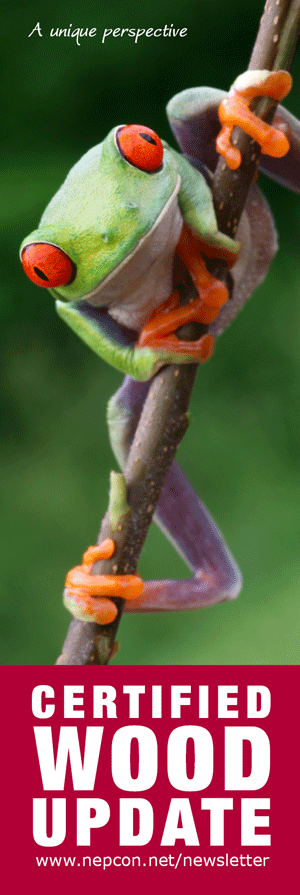 A unique perspective
CERTIFIED
WOOD
UPDATE
www.nepcon.net/newsletter